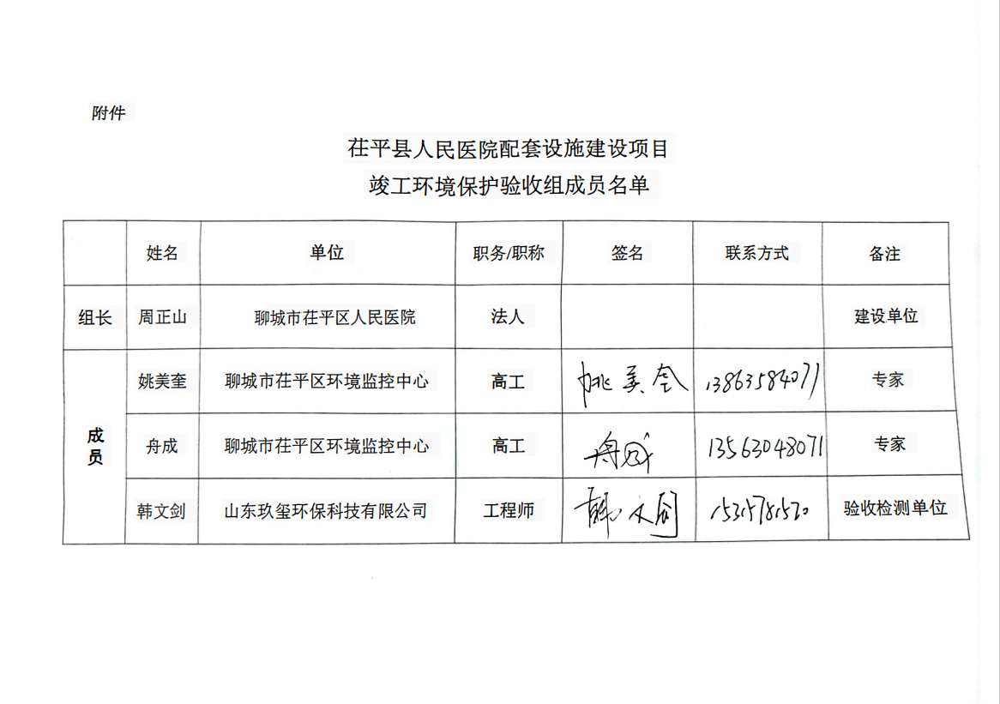 附件
茌平县人民医院配套设施建设项目
竣工环境保护验收组成员名单
姓名 单位 职务/职称 签名 联系方式 备注
组长 周正山 聊城市茌平区人民医院 法人 建设单位
成员 姚美奎 聊城市茌平区环境监控中心 高工 姚美奎 13863584071 专家
舟成 聊城市茌平区环境监控中心 高工 舟成 13563048071 专家
韩文剑 山东玖玺环保科技有限公司 工程师 韩文剑 验收检测单位